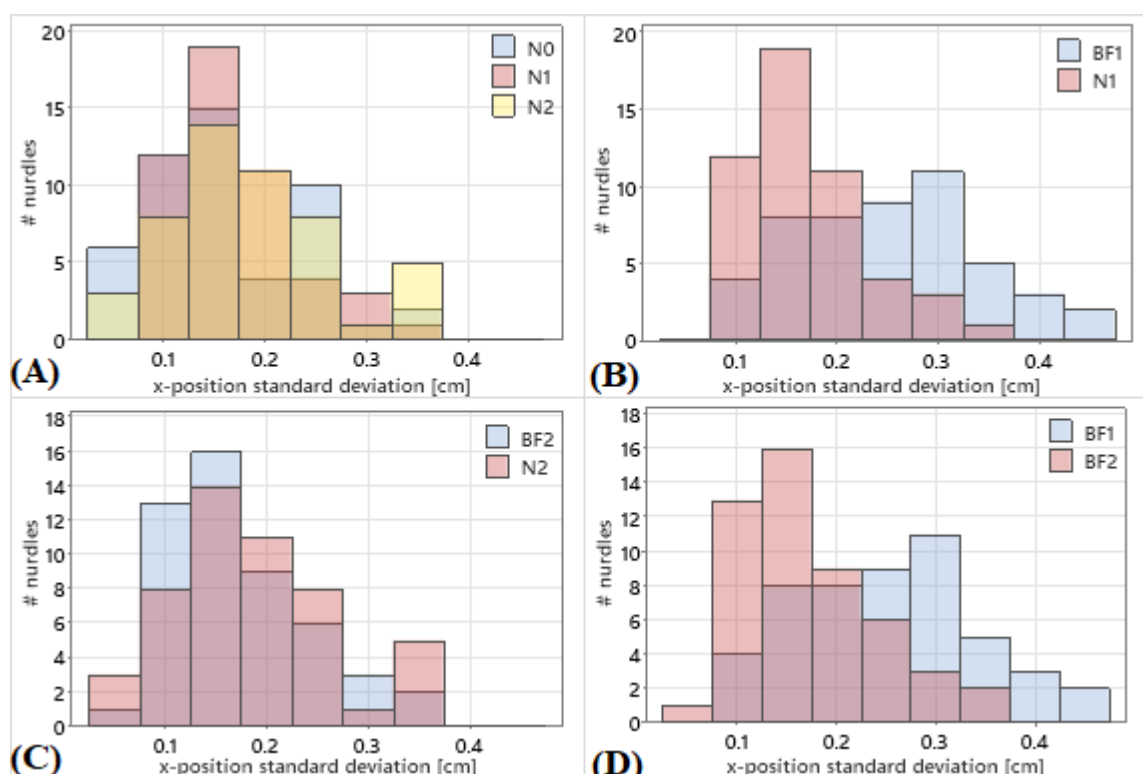 20
15
10
5
0
# nurdles
N0
N1
N2
0.1 0.2 0.3 0.4
x-position standard deviation [cm]
(A)
20
15
10
5
0
# nurdles
BF1
N1
0.1 0.2 0.3 0.4
x-position standard deviation [cm]
(B)
18
16
14
12
10
8
6
4
2
0
# nurdles
BF2
N2
0.1 0.2 0.3 0.4
x-position standard deviation [cm]
(C)
18
16
14
12
10
8
6
4
2
0
# nurdles
BF1
BF2
0.1 0.2 0.3 0.4
x-position standard deviation [cm]
(D)